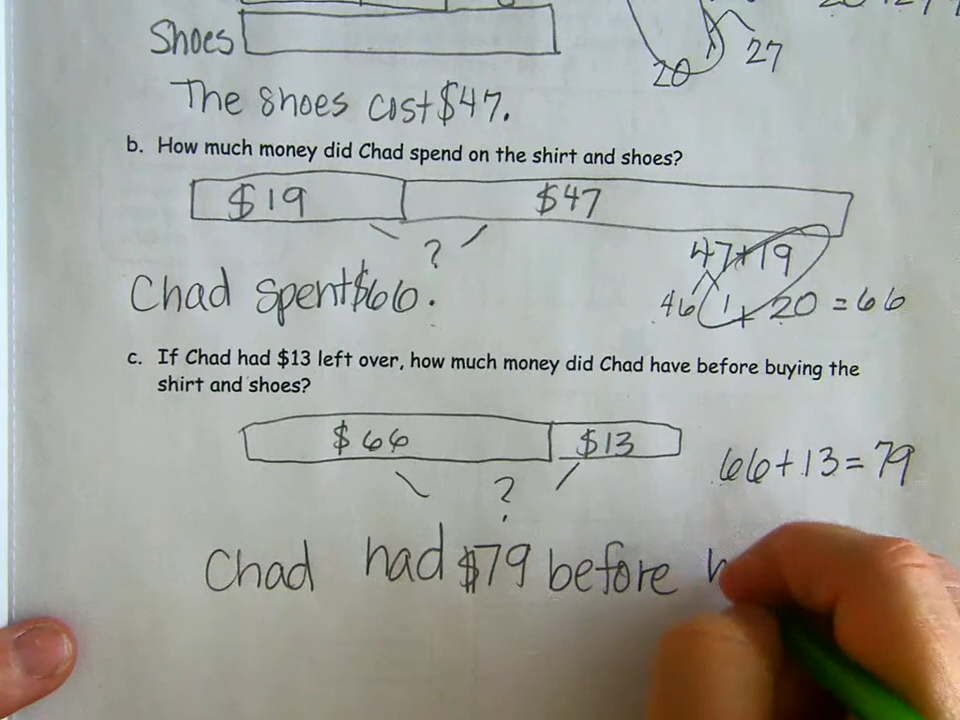 Shoes
20 27
The shoes cost $47.
b. How much money did Chad spend on the shirt and shoes?
$19 $47
?
47+19
46 1 + 20 = 66
Chad spent $66.
c. If Chad had $13 left over, how much money did Chad have before buying the
shirt and shoes?
$66 $13
?
66+13=79
Chad had $79 before